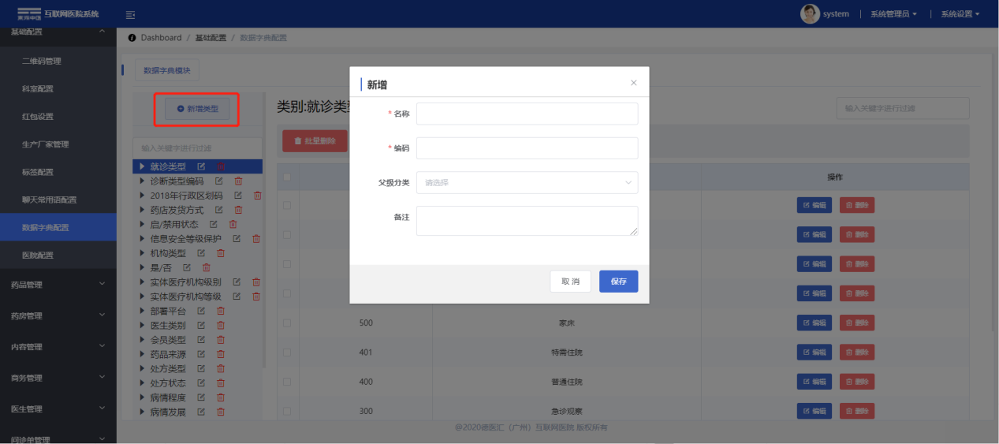 互联网医院系统
system | 系统管理员 | 系统设置
基础配置
Dashboard / 基础配置 / 数据字典配置
二维码管理
科室配置
红包设置
生产厂家管理
标签配置
聊天常用语配置
数据字典配置
医院配置
药品管理
药房管理
内容管理
商务管理
医生管理
问诊单管理
数据字典模块
新增类型
输入关键字进行过滤
就诊类型
诊断类型编码
2018年行政区划码
药店发货方式
启/禁用状态
信息安全等级保护
机构类型
是/否
实体医疗机构级别
实体医疗机构等级
部署平台
医生类别
会员类型
药品来源
处方类型
处方状态
病情程度
病情发展
类别:就诊类
输入关键字进行过滤
批量删除
操作
编辑 删除
编辑 删除
编辑 删除
编辑 删除
500 家床 编辑 删除
401 特需住院 编辑 删除
400 普通住院 编辑 删除
300 急诊观察 编辑 删除
新增
* 名称
* 编码
父级分类 请选择
备注
取消 保存
@2020德医汇（广州）互联网医院 版权所有